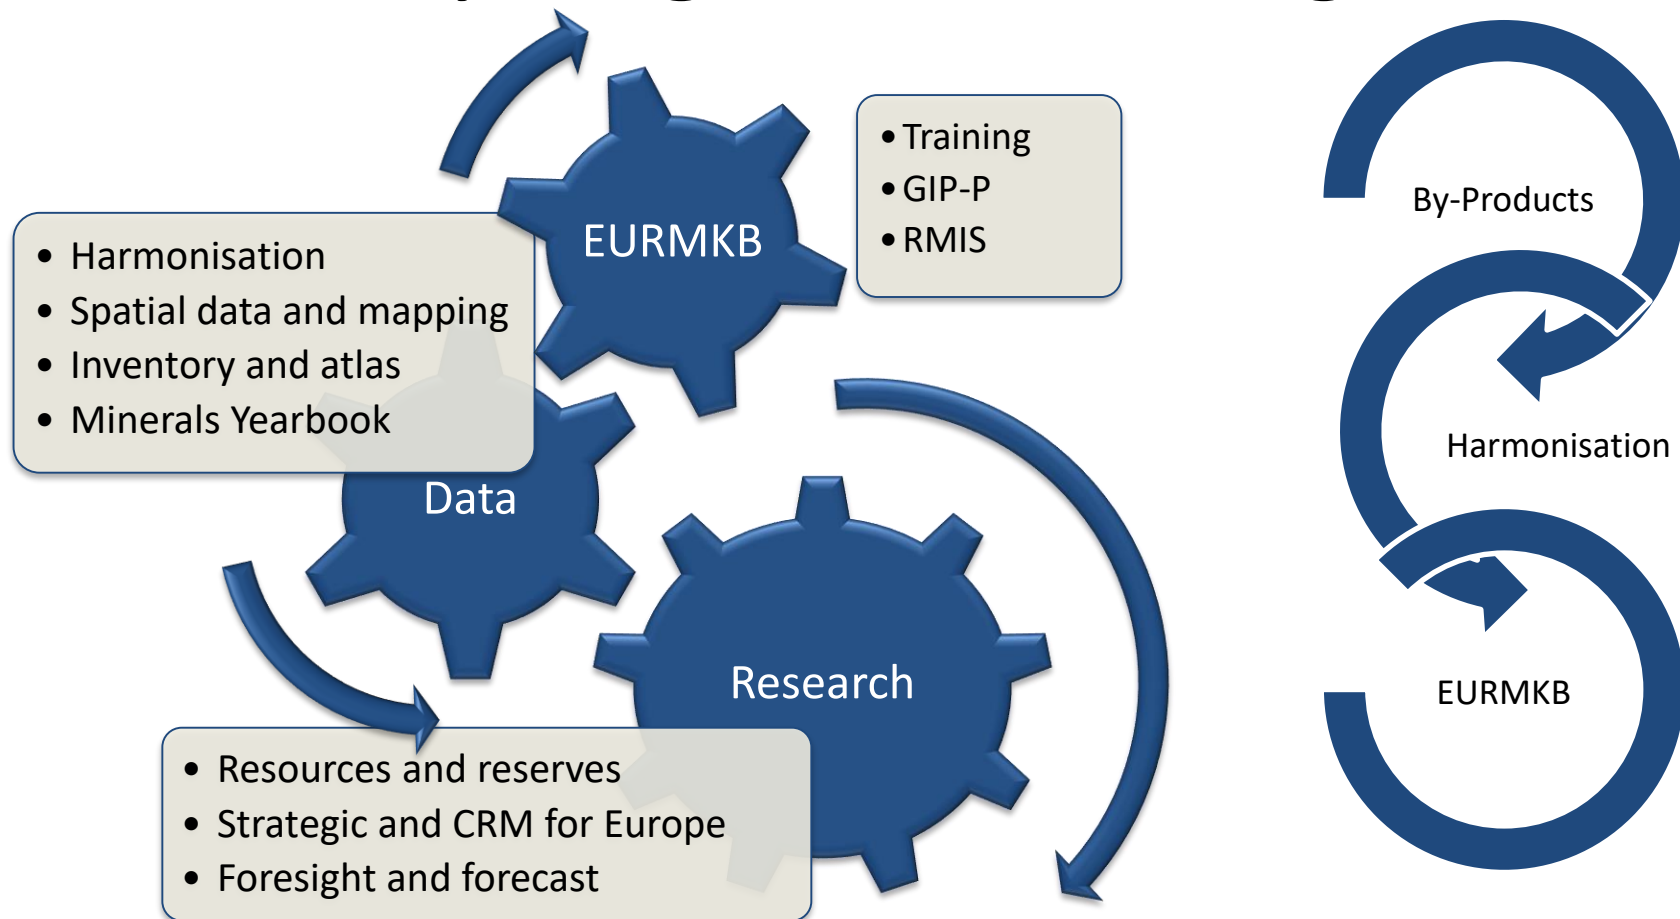 EURMKB
• Training
• GIP-P
• RMIS
• Harmonisation
• Spatial data and mapping
• Inventory and atlas
• Minerals Yearbook
Data
Research
• Resources and reserves
• Strategic and CRM for Europe
• Foresight and forecast
By-Products
Harmonisation
EURMKB